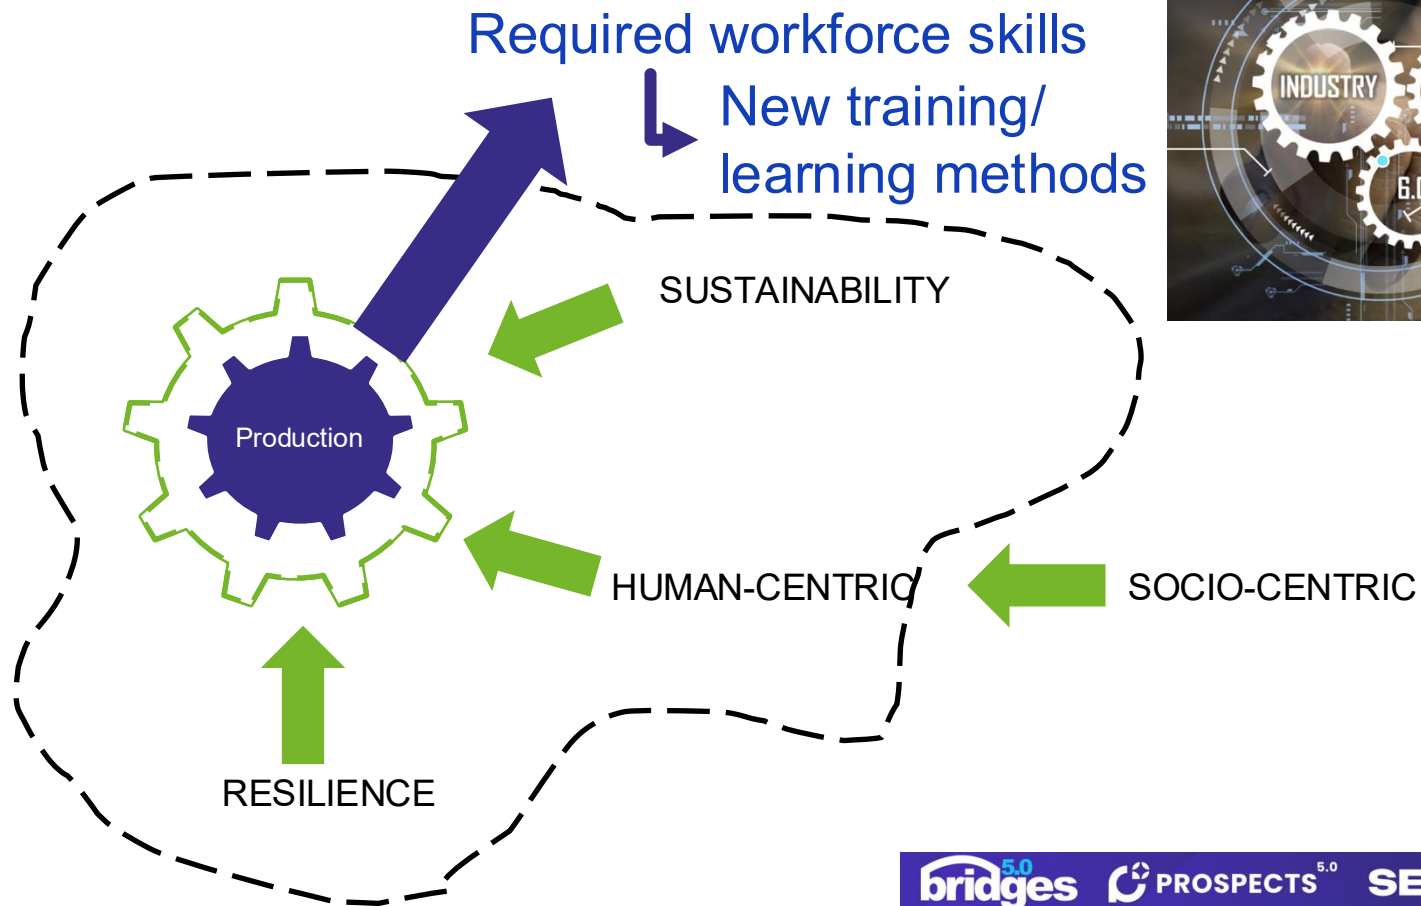 Required workforce skills
New training/
learning methods
INDUSTRY
SUSTAINABILITY
Production
HUMAN-CENTRIC
SOCIO-CENTRIC
RESILIENCE
bridges 5.0
PROSPECTS 5.0